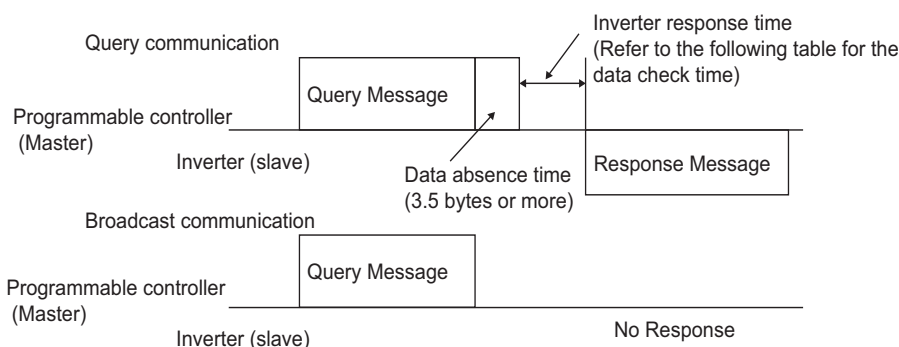 Inverter response time
(Refer to the following table for the
data check time)
Query communication
Query Message
Programmable controller
(Master)
Inverter (slave)
Data absence time
(3.5 bytes or more)
Response Message
Broadcast communication
Query Message
Programmable controller
(Master)
Inverter (slave)
No Response